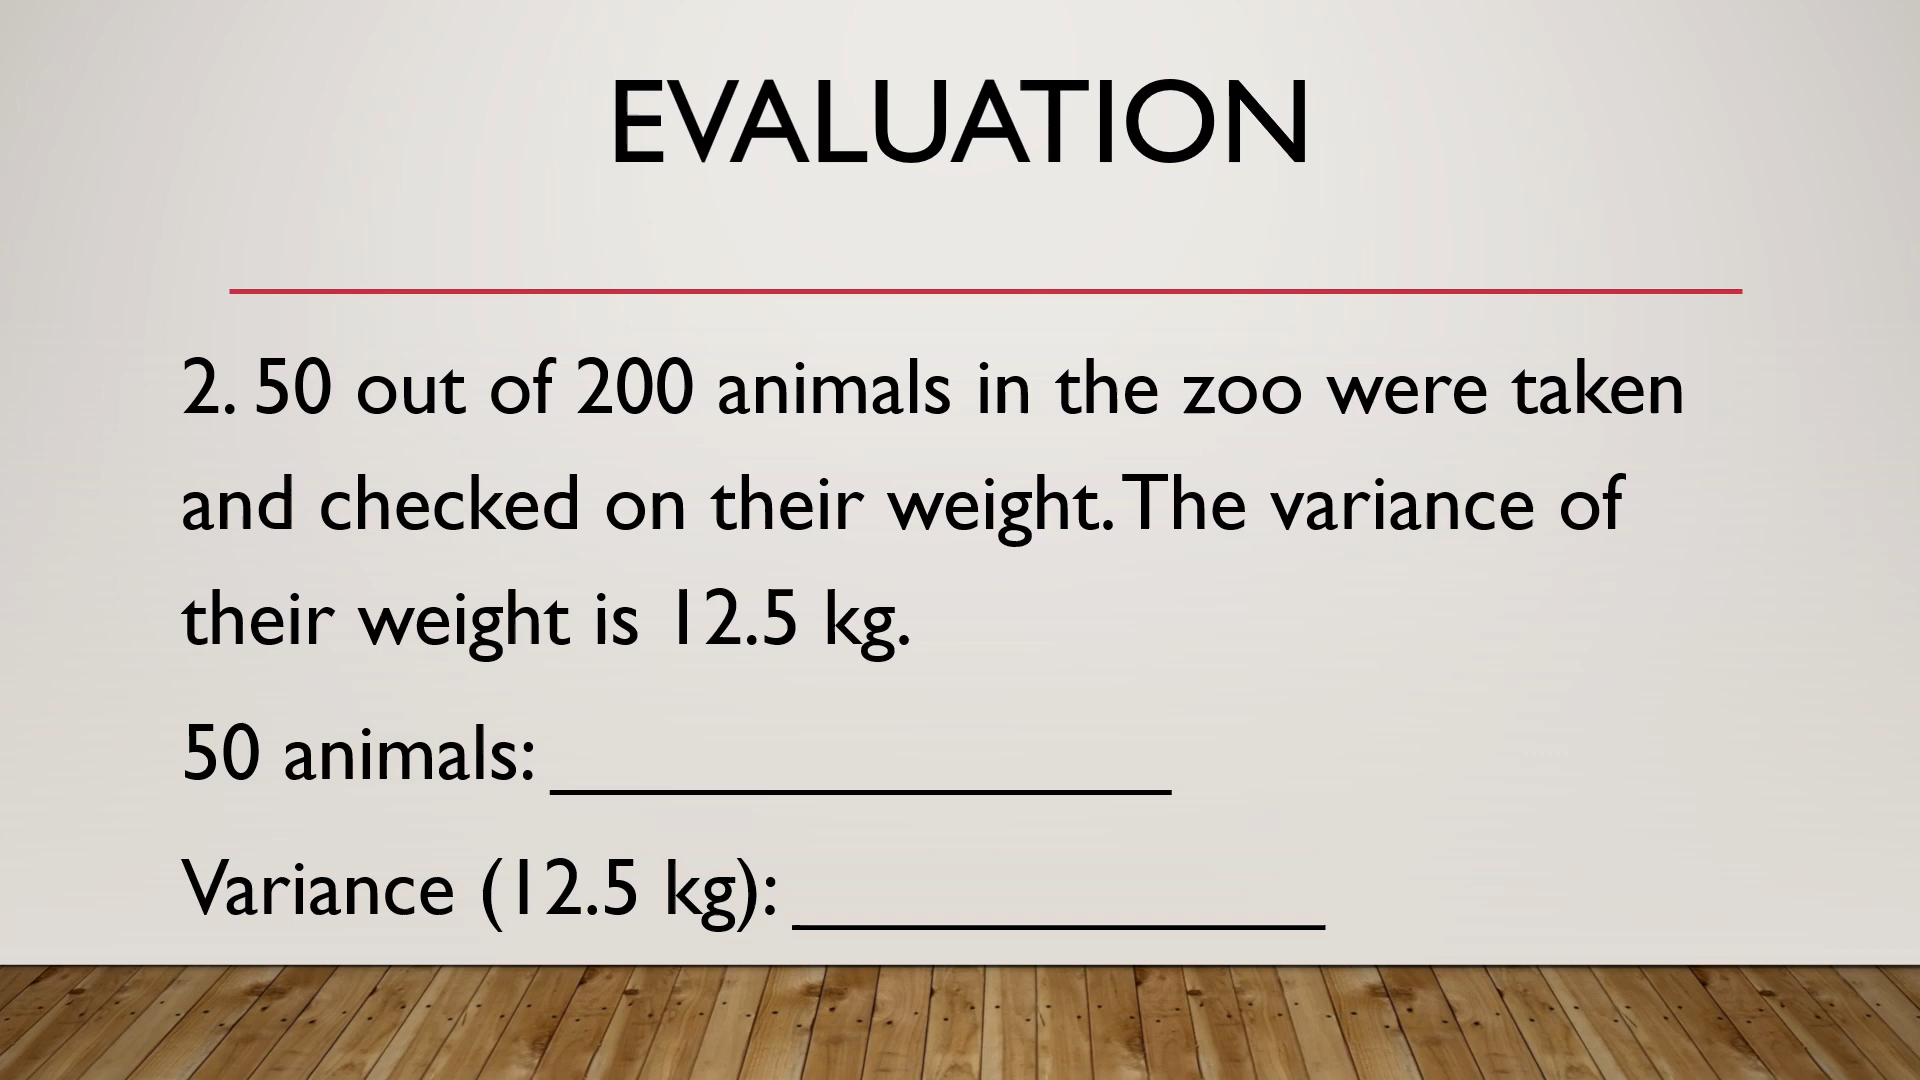 EVALUATION
2. 50 out of 200 animals in the zoo were taken
and checked on their weight. The variance of
their weight is 12.5 kg.
50 animals: ________________
Variance (12.5 kg): ______________